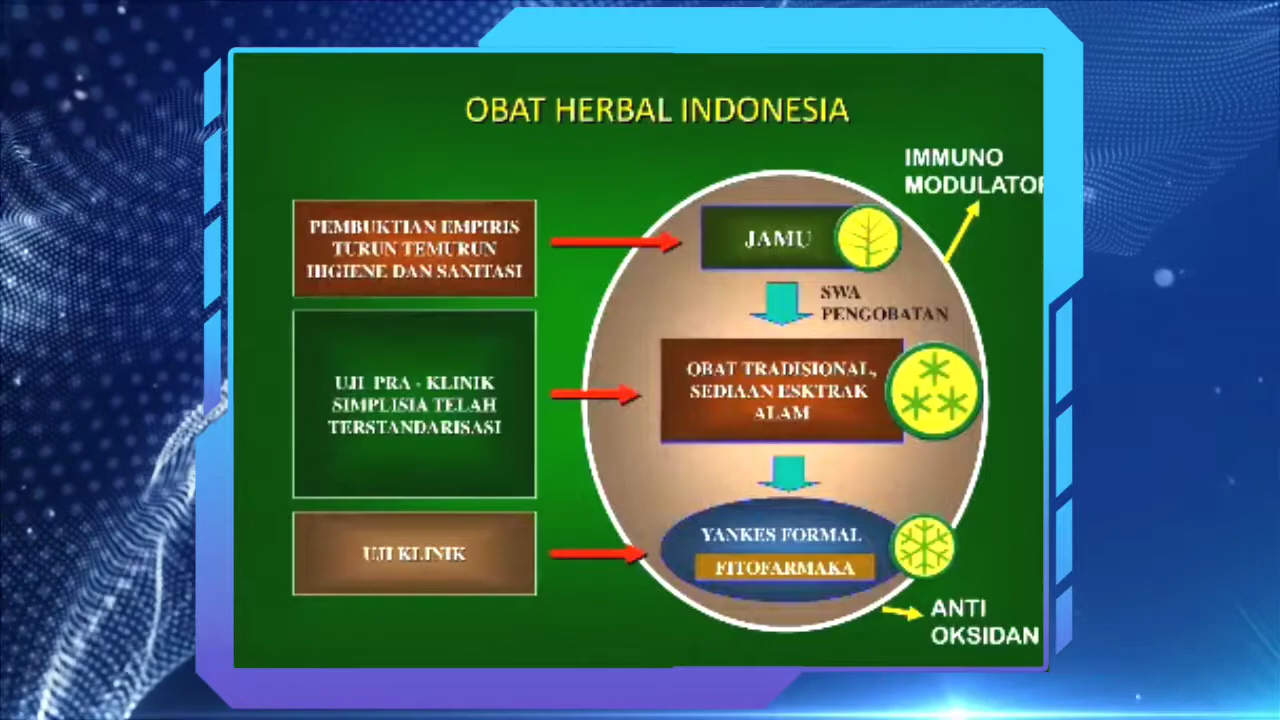 OBAT HERBAL INDONESIA
IMMUNO
MODULATOR
PEMBUKTIAN EMPIRIS
TURUN TEMURUN
HIGIENE DAN SANITASI
JAMU
SWA
PENGOBATAN
UJI PRA - KLINIK
SIMPLISIA TELAH
TERSTANDARISASI
OBAT TRADISIONAL,
SEDIAAN ESKTRAK
ALAM
UJI KLINIK
YANKES FORMAL
FITOFARMAKA
ANTI
OKSIDAN